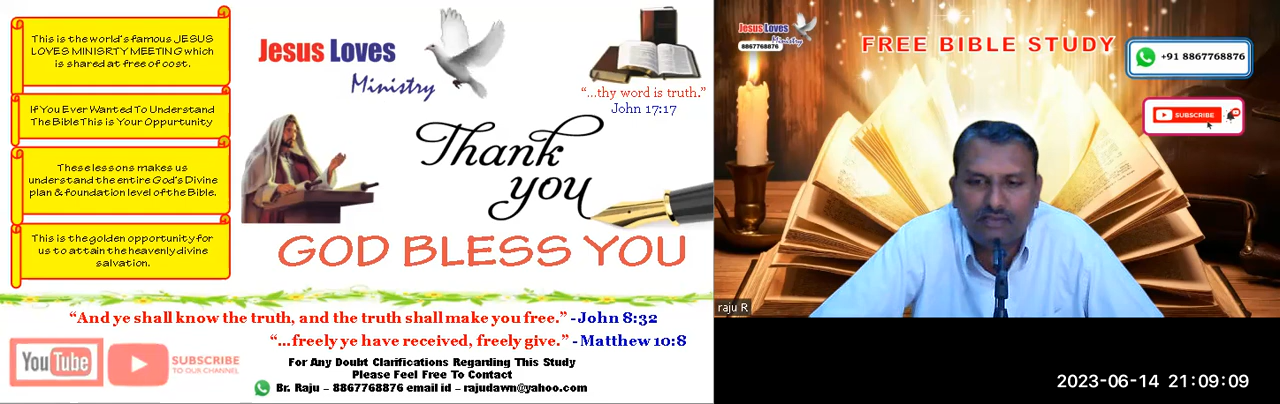 This is the world's famous JESUS
LOVES MINISRTY MEETING which
is shared at free of cost.
If You Ever Wanted To Understand
The Bible This is Your Oppurtunity
These lessons makes us
understand the entire God's Divine
plan & foundation level of the Bible.
This is the golden opportunity for
us to attain the heavenly divine
salvation.
Jesus Loves
Ministry
"...thy word is truth."
John 17:17
Thank
you
GOD BLESS YOU
"And ye shall know the truth, and the truth shall make you free." - John 8:32
"...freely ye have received, freely give." - Matthew 10:8
YouTube
SUBSCRIBE
TO OUR CHANNEL
For Any Doubt Clarifications Regarding This Study
Please Feel Free To Contact
Br. Raju – 8867768876 email id – rajudawn@yahoo.com
Jesus Loves
Ministry
8867768876
FREE BIBLE STUDY
+91 8867768876
SUBSCRIBE
raju R
2023-06-14 21:09:09